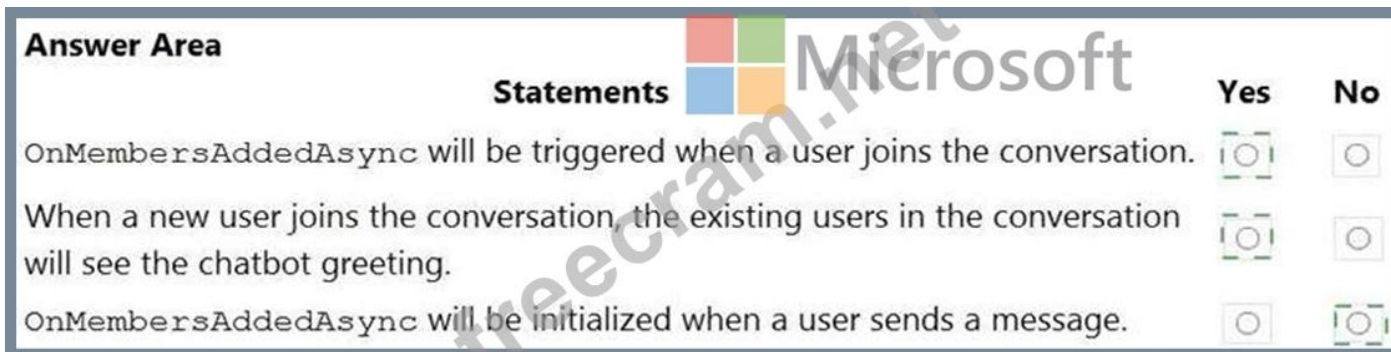 Answer Area
Microsoft
Statements Yes No
OnMembersAddedAsync will be triggered when a user joins the conversation.
When a new user joins the conversation, the existing users in the conversation
will see the chatbot greeting.
OnMembersAddedAsync will be initialized when a user sends a message.
freecram.net